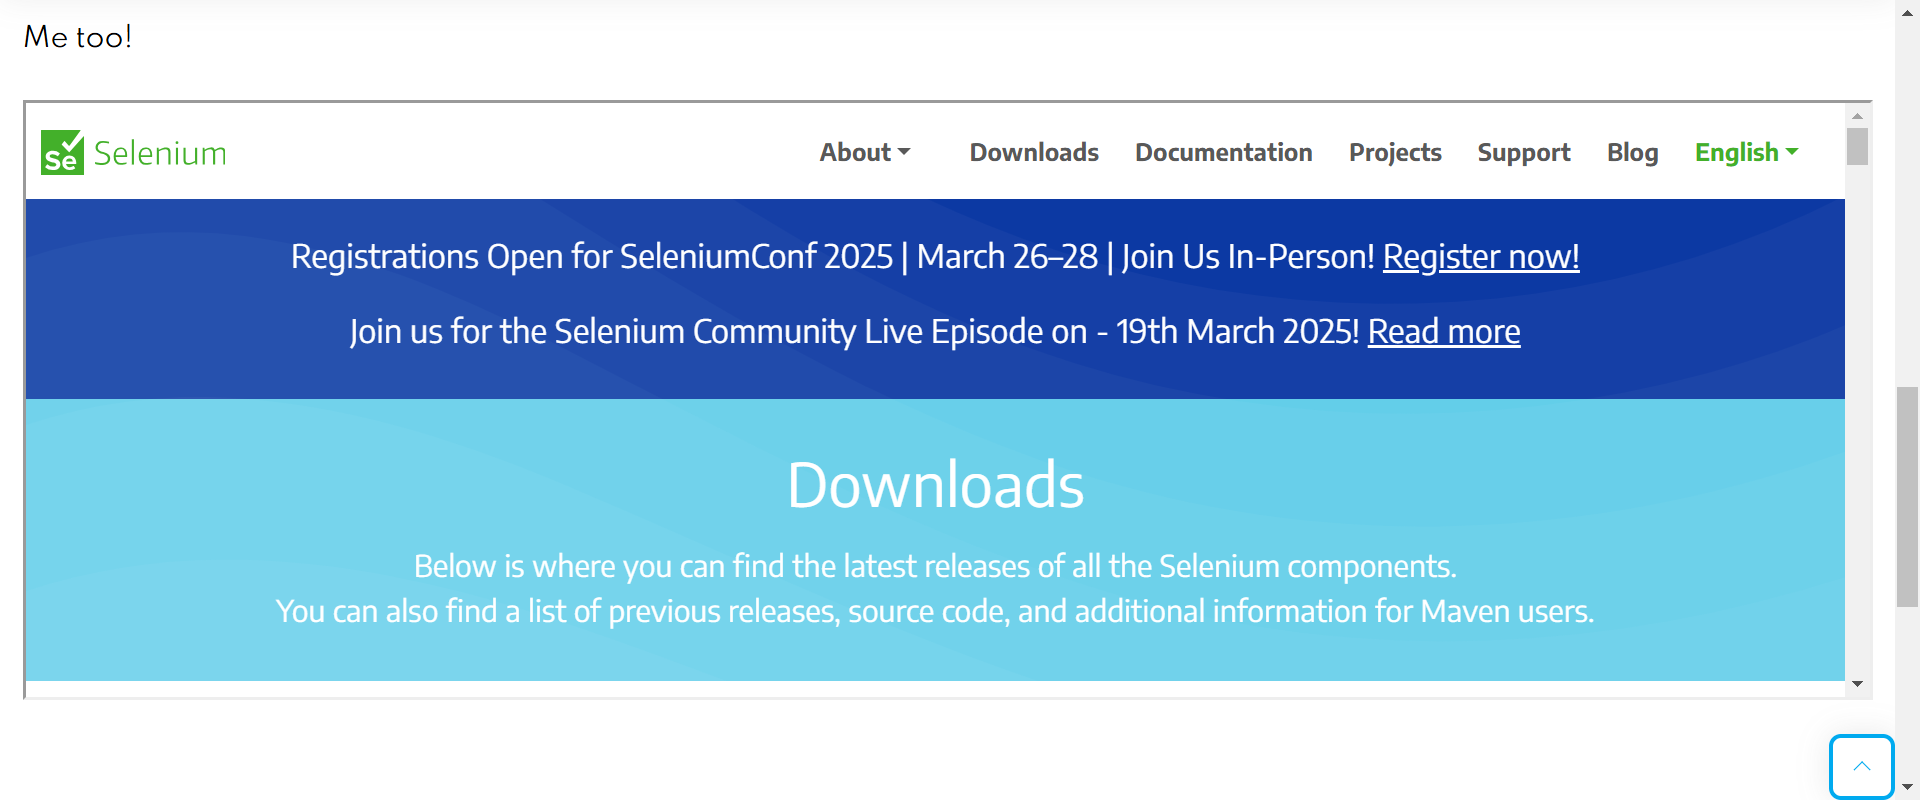 Me too!
Se Selenium
About Downloads Documentation Projects Support Blog English
Registrations Open for SeleniumConf 2025 | March 26–28 | Join Us In-Person! Register now!
Join us for the Selenium Community Live Episode on - 19th March 2025! Read more
Downloads
Below is where you can find the latest releases of all the Selenium components.
You can also find a list of previous releases, source code, and additional information for Maven users.